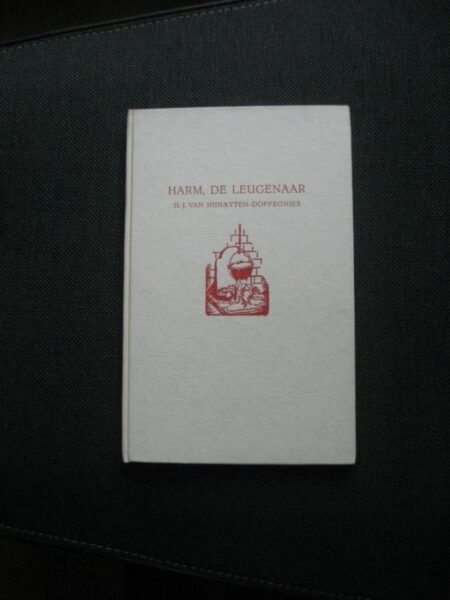 HARM, DE LEUGENAAR
H. J. VAN NIJNATTEN-DOFFEGNIES